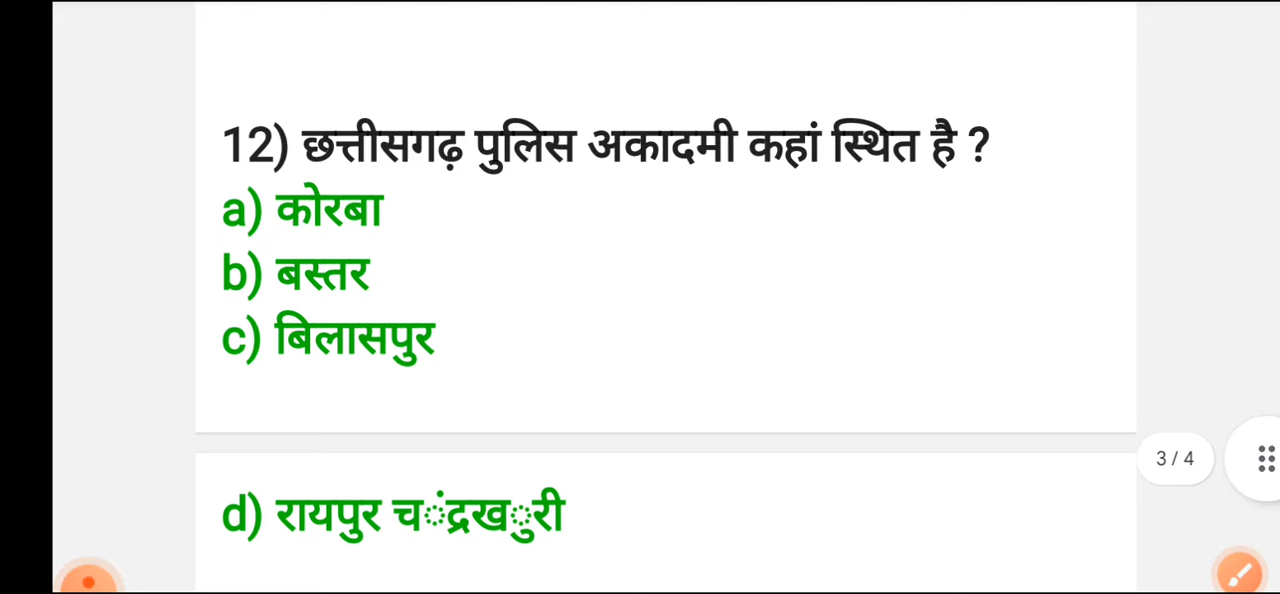 12) छत्तीसगढ़ पुलिस अकादमी कहां स्थित है ?
a) कोरबा
b) बस्तर
c) बिलासपुर
3 / 4
d) रायपुर चंद्रखुरी